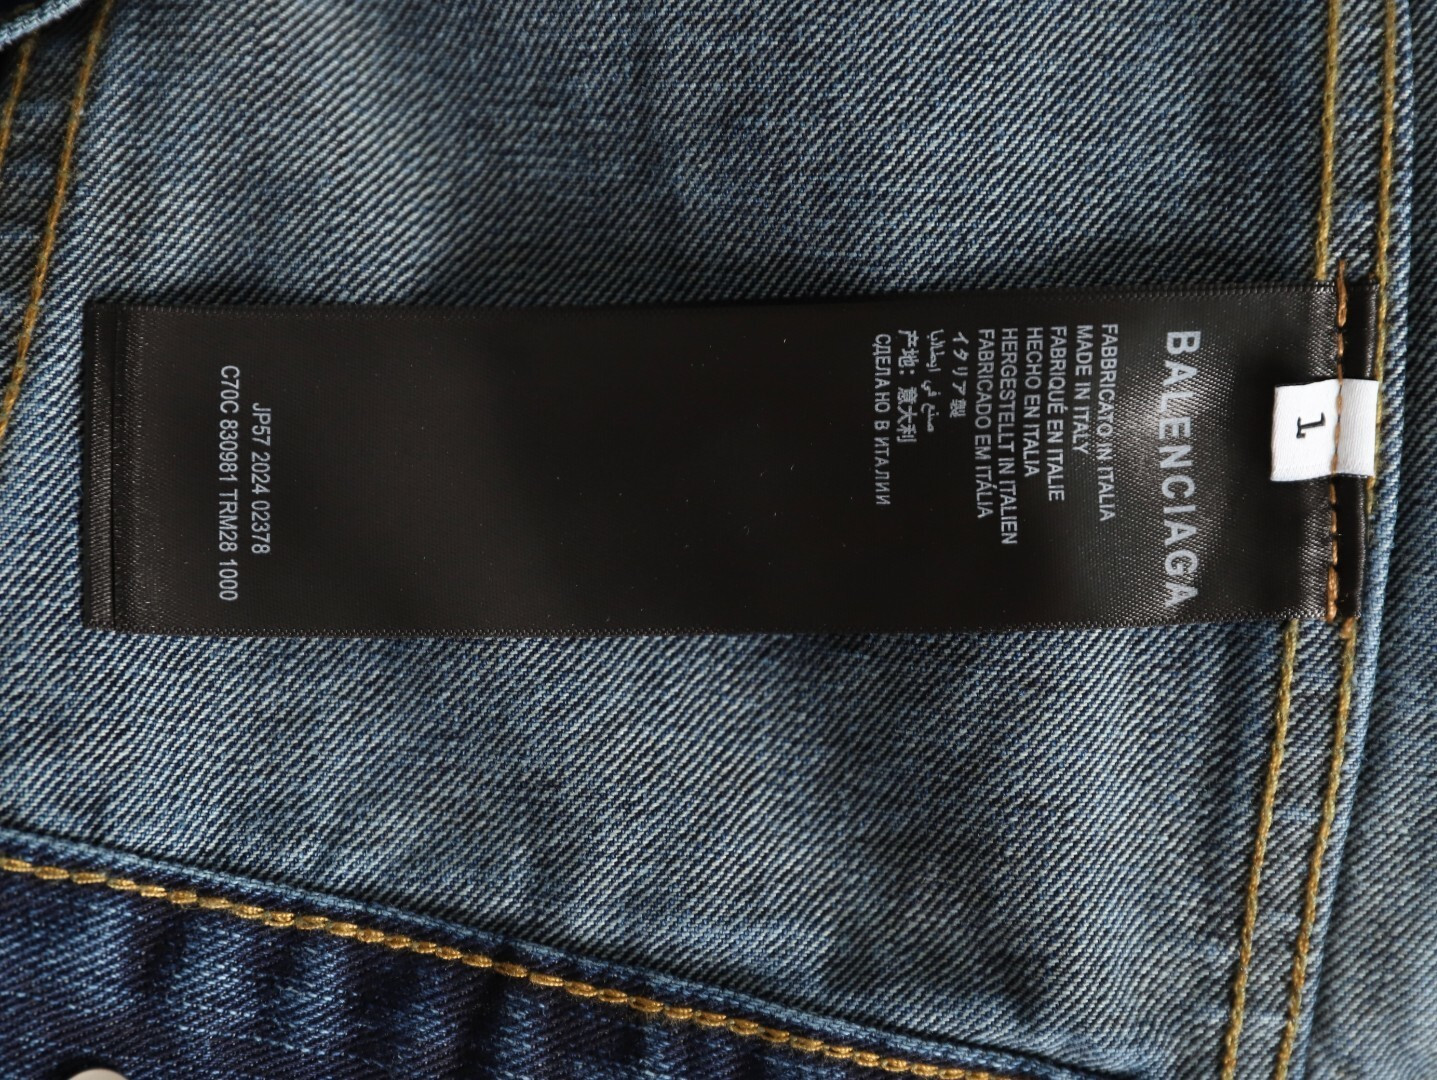 1
BALENCIAGA
FABBRICATO IN ITALIA
MADE IN ITALY
FABRIQUÉ EN ITALIE
HECHO EN ITALIA
HERGESTELLT IN ITALIEN
FABRICADO EM ITÁLIA
イタリア製
صنع في إيطاليا
产地：意大利
СДЕЛАНО В ИТАЛИИ
JP57 2024 02378
C70C 830981 TRM28 1000